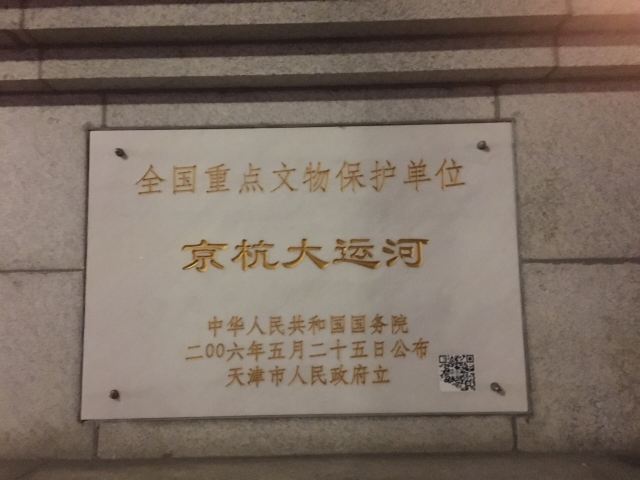 全国重点文物保护单位
京杭大运河
中华人民共和国国务院
二〇〇六年五月二十五日公布
天津市人民政府立